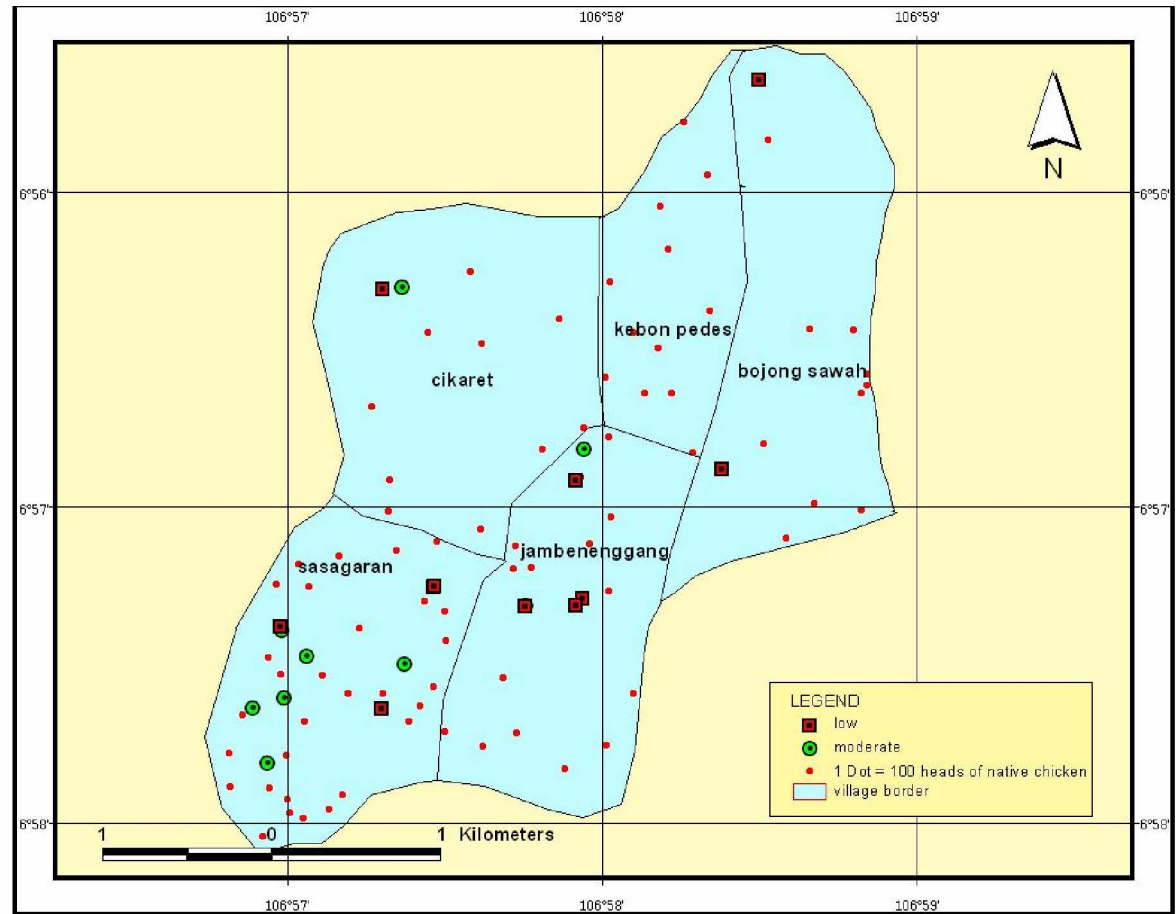 106°57' 106°58' 106°59'
N
6°56' 6°56'
kebon pedes
bojong sawah
cikaret
6°57' 6°57'
jambenenggang
sasagaran
LEGEND
low
moderate
1 Dot = 100 heads of native chicken
village border
6°58' 6°58'
1 0 1 Kilometers
106°57' 106°58' 106°59'